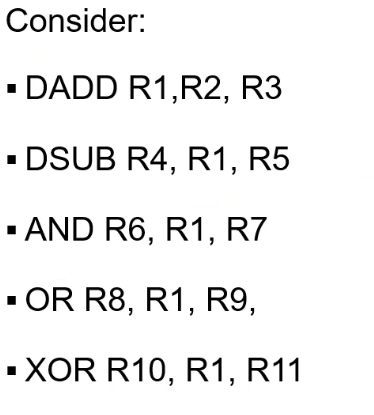 Consider:
▪ DADD R1,R2, R3
▪ DSUB R4, R1, R5
▪ AND R6, R1, R7
▪ OR R8, R1, R9,
▪ XOR R10, R1, R11